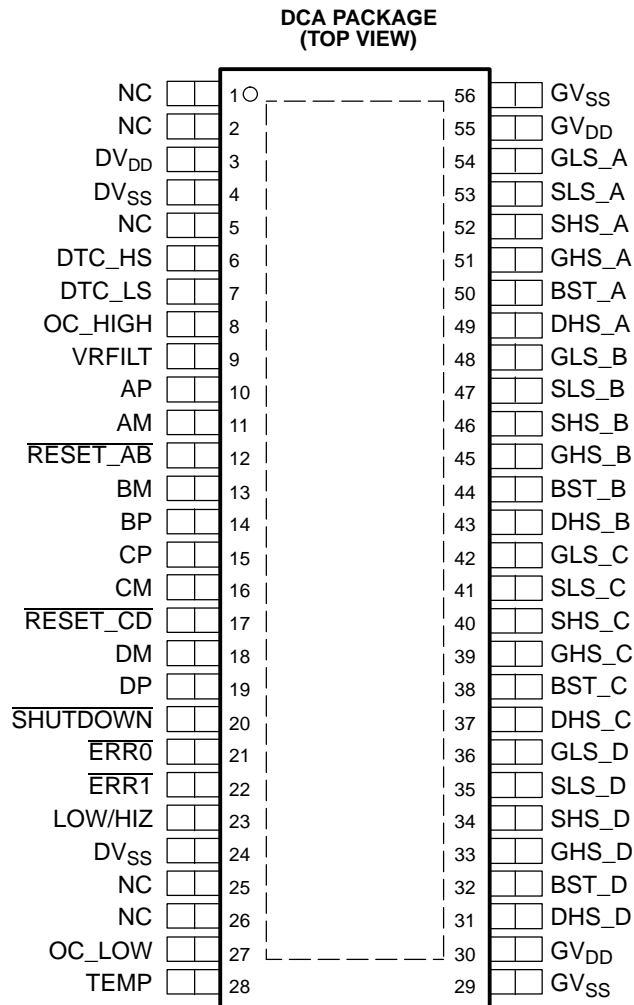 DCA PACKAGE
(TOP VIEW)
NC 1 56 GVSS
NC 2 55 GVDD
DVDD 3 54 GLS_A
DVSS 4 53 SLS_A
NC 5 52 SHS_A
DTC_HS 6 51 GHS_A
DTC_LS 7 50 BST_A
OC_HIGH 8 49 DHS_A
VRFILT 9 48 GLS_B
AP 10 47 SLS_B
AM 11 46 SHS_B
RESET_AB 12 45 GHS_B
BM 13 44 BST_B
BP 14 43 DHS_B
CP 15 42 GLS_C
CM 16 41 SLS_C
RESET_CD 17 40 SHS_C
DM 18 39 GHS_C
DP 19 38 BST_C
SHUTDOWN 20 37 DHS_C
ERR0 21 36 GLS_D
ERR1 22 35 SLS_D
LOW/HIZ 23 34 SHS_D
DVSS 24 33 GHS_D
NC 25 32 BST_D
NC 26 31 DHS_D
OC_LOW 27 30 GVDD
TEMP 28 29 GVSS